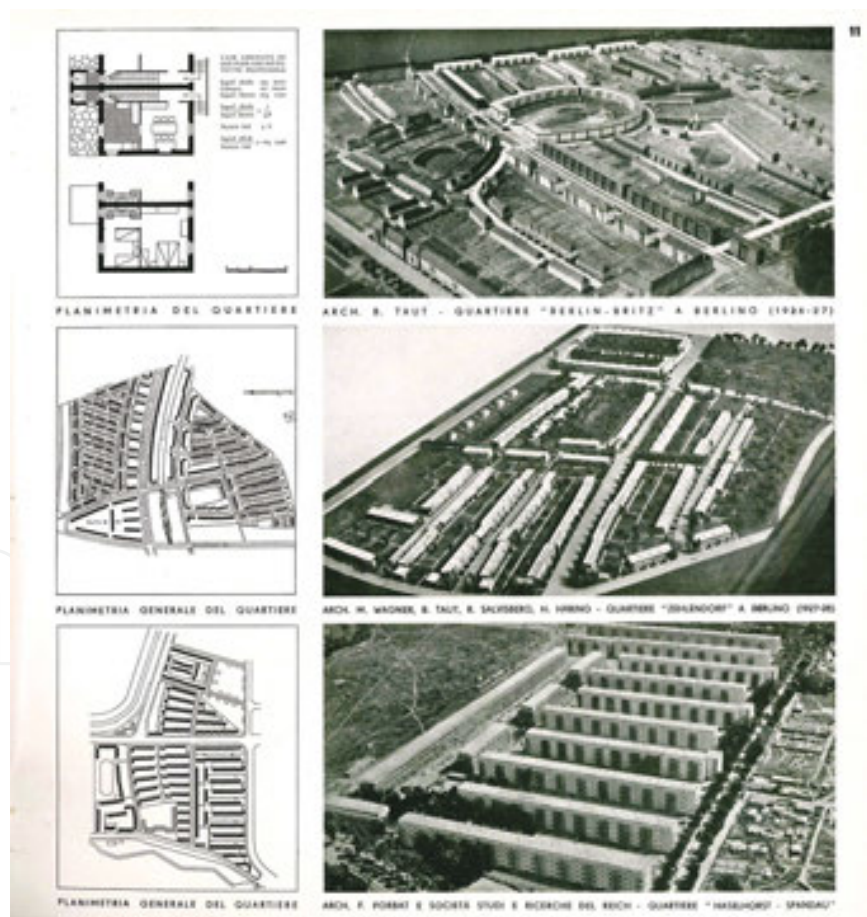 11
PLANIMETRIA DEL QUARTIERE
ARCH. B. TAUT - QUARTIERE "BERLIN-BRITZ" A BERLINO (1926-27)
PLANIMETRIA GENERALE DEL QUARTIERE
ARCH. M. WAGNER, B. TAUT, R. SALVISBERG, H. HÄRING - QUARTIERE "ZEHLENDORF" A BERLINO (1927-28)
PLANIMETRIA GENERALE DEL QUARTIERE
ARCH. F. PORBAT E SOCIETÀ STUDI E RICERCHE DEL REICH - QUARTIERE "HASELHORST - SPANDAU"